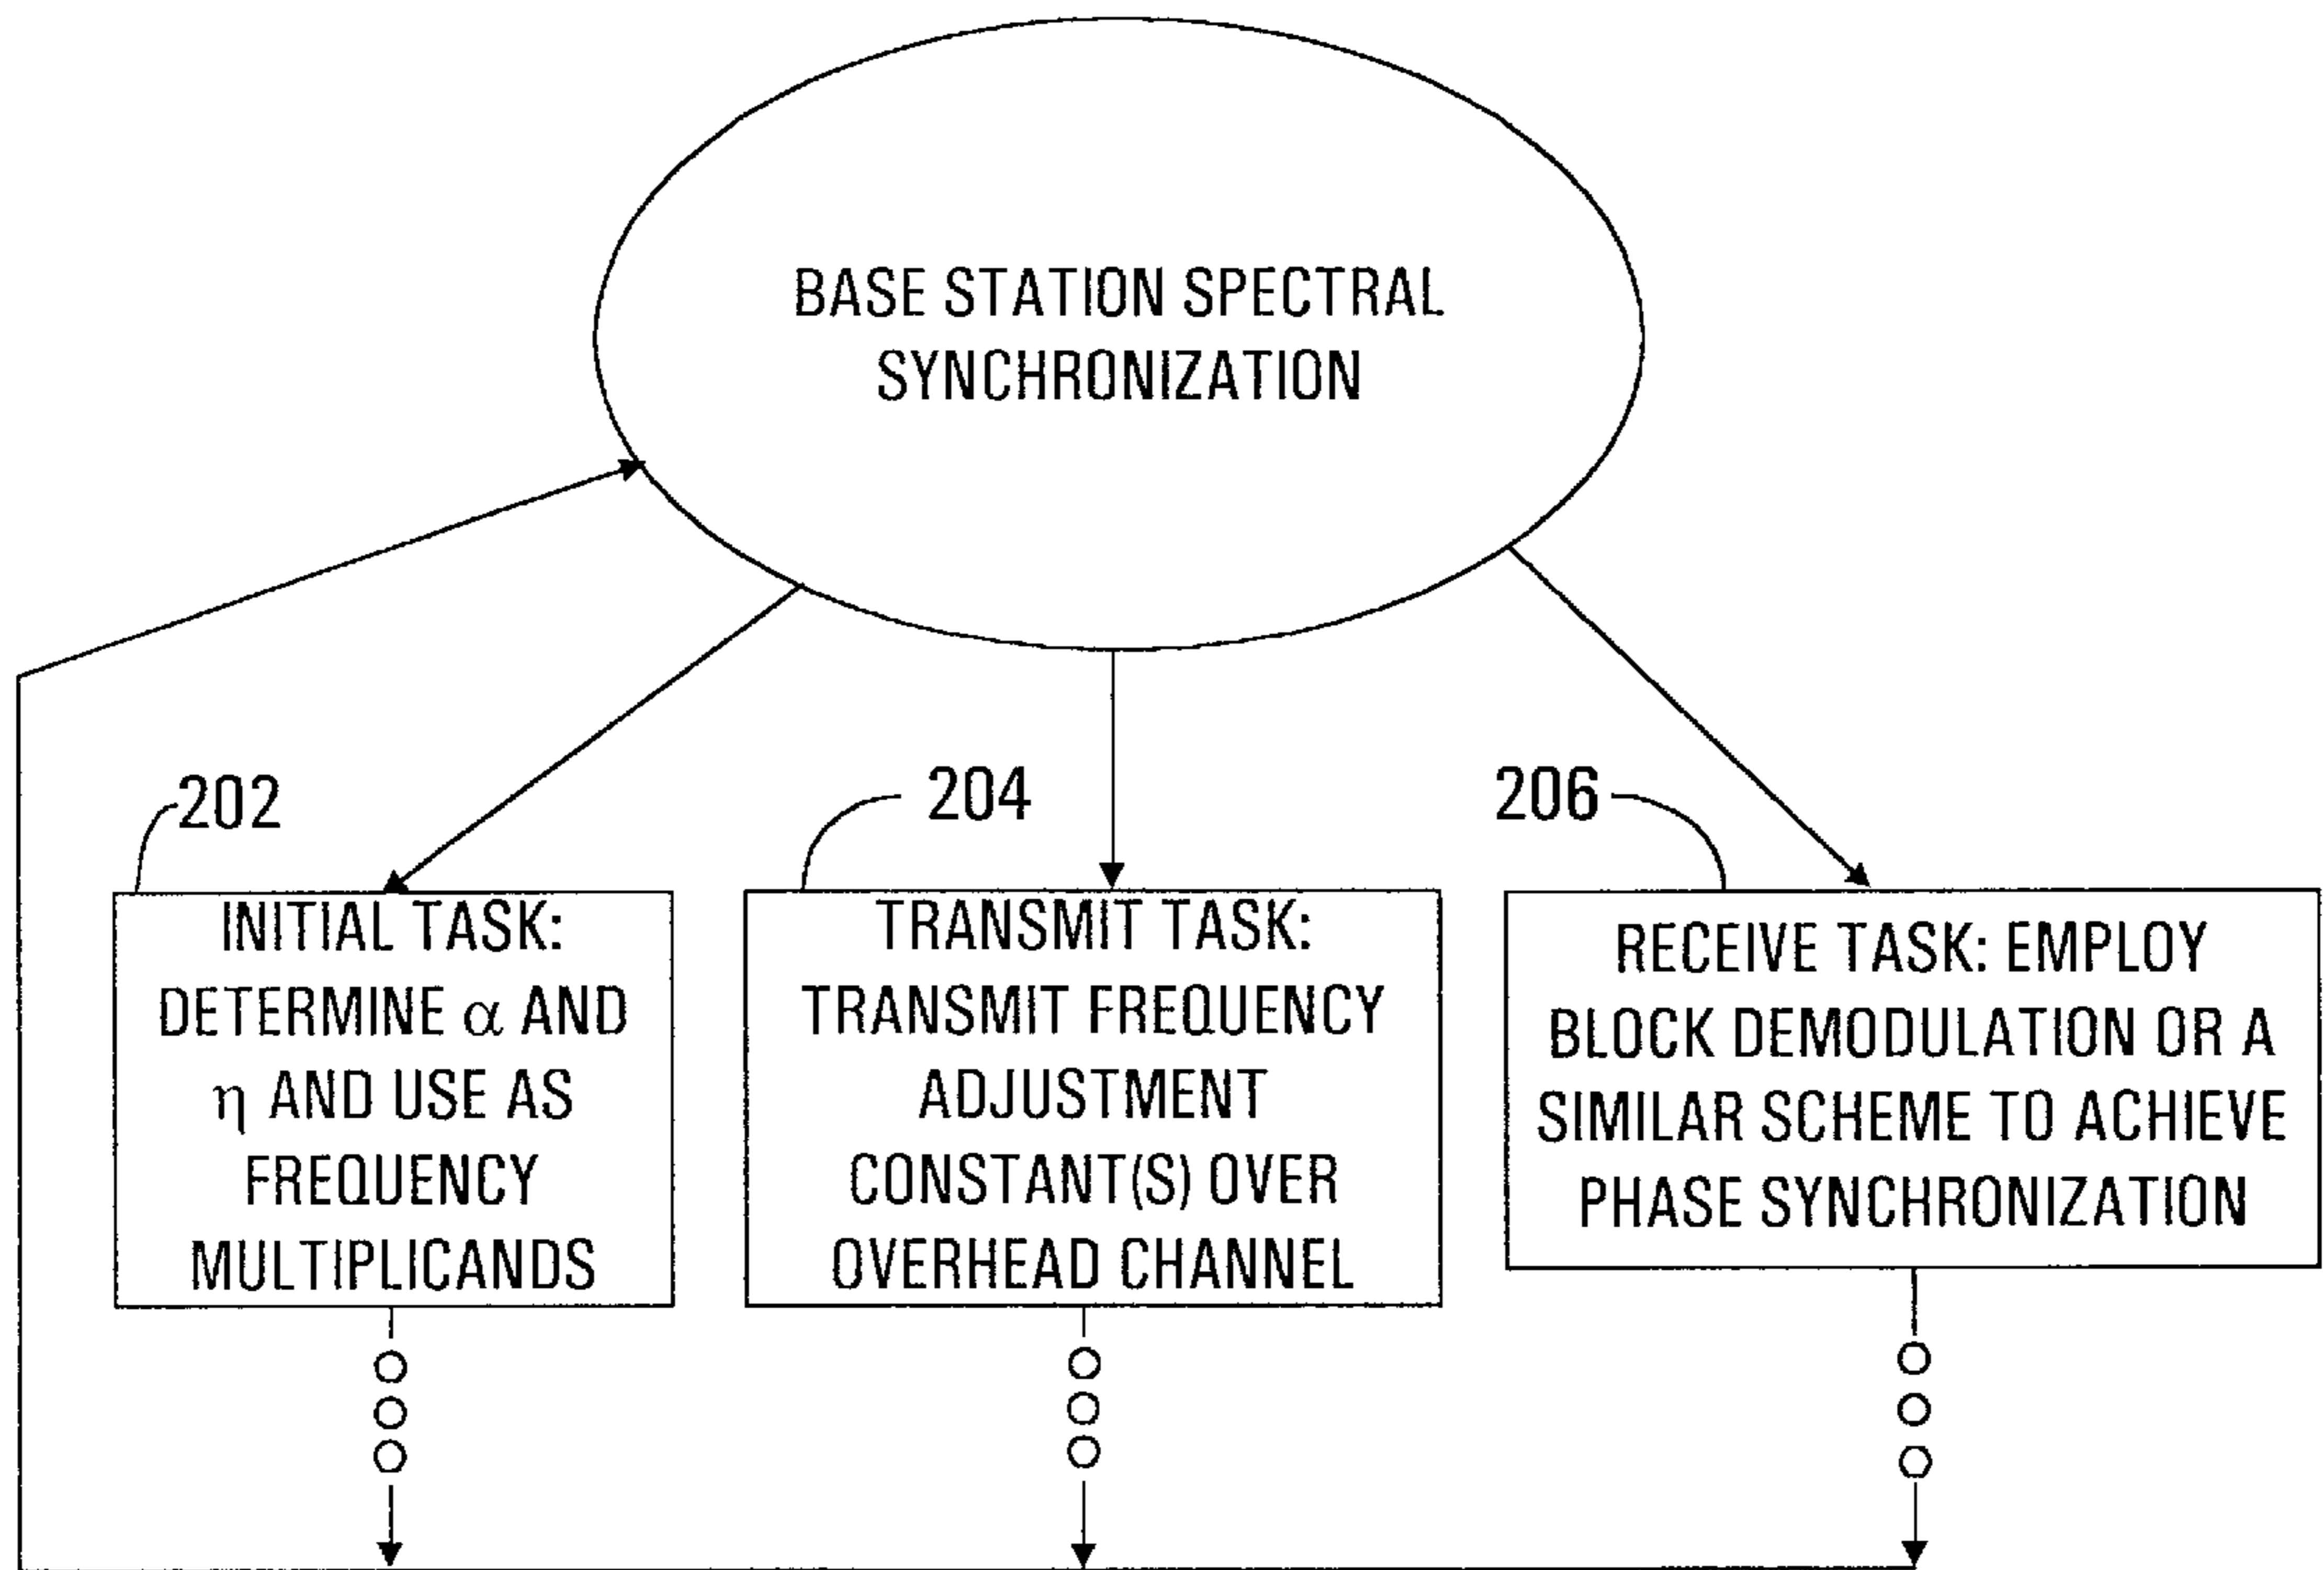 BASE STATION SPECTRAL
SYNCHRONIZATION
202
204
206
INITIAL TASK:
DETERMINE α AND
η AND USE AS
FREQUENCY
MULTIPLICANDS
TRANSMIT TASK:
TRANSMIT FREQUENCY
ADJUSTMENT
CONSTANT(S) OVER
OVERHEAD CHANNEL
RECEIVE TASK: EMPLOY
BLOCK DEMODULATION OR A
SIMILAR SCHEME TO ACHIEVE
PHASE SYNCHRONIZATION